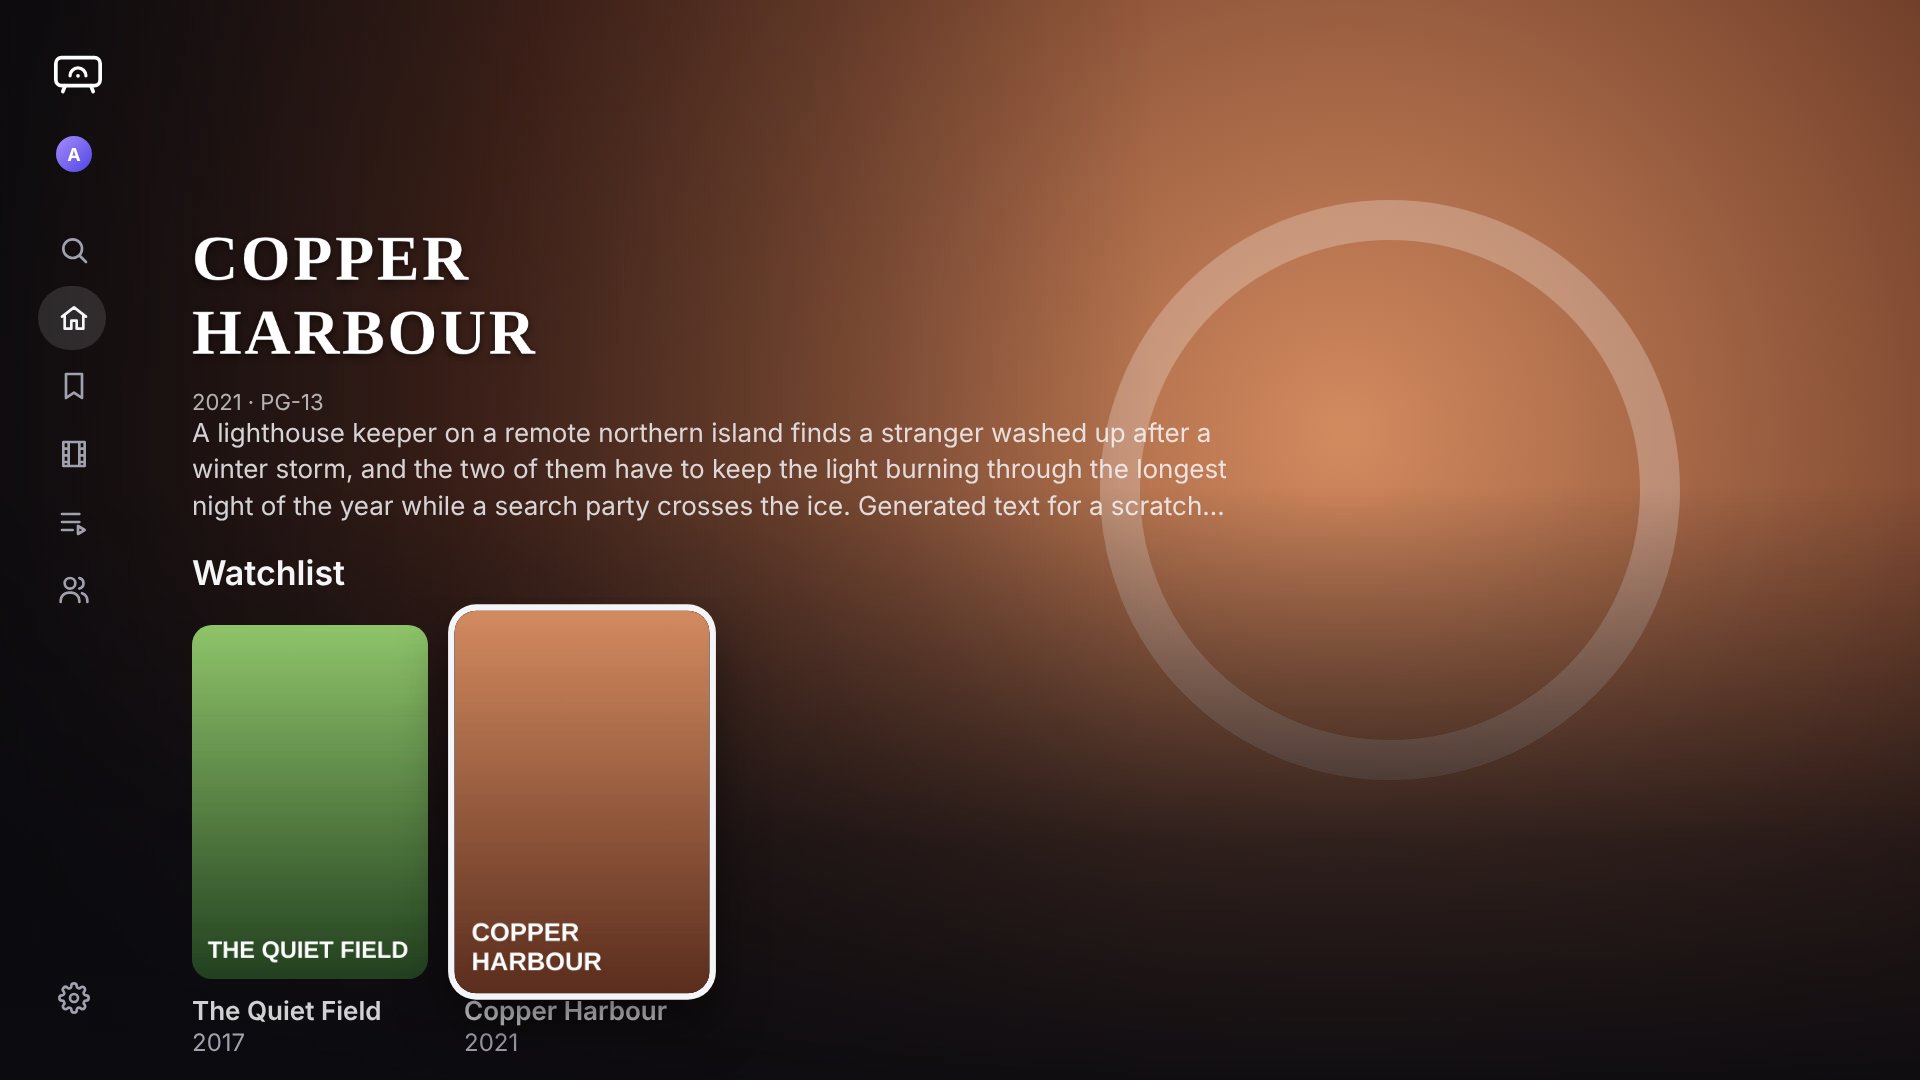 A
COPPER
HARBOUR
2021 · PG-13
A lighthouse keeper on a remote northern island finds a stranger washed up after a
winter storm, and the two of them have to keep the light burning through the longest
night of the year while a search party crosses the ice. Generated text for a scratch...
Watchlist
THE QUIET FIELD
COPPER
HARBOUR
The Quiet Field
2017
Copper Harbour
2021